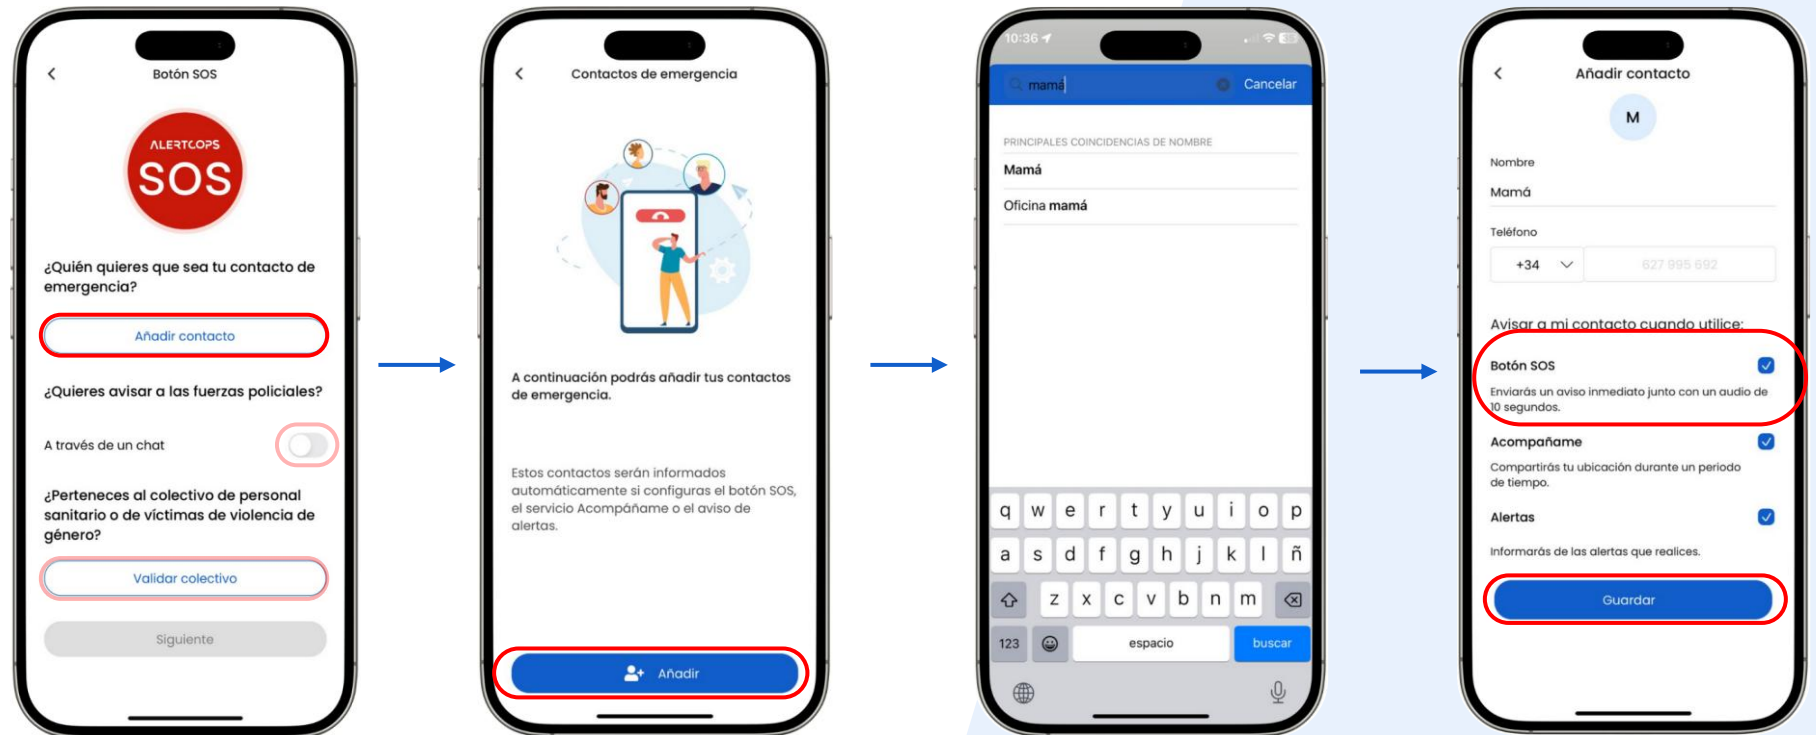 Botón SOS
ALERTCOPS
SOS
¿Quién quieres que sea tu contacto de
emergencia?
Añadir contacto
¿Quieres avisar a las fuerzas policiales?
A través de un chat
¿Perteneces al colectivo de personal
sanitario o de víctimas de violencia de
género?
Validar colectivo
Siguiente
Contactos de emergencia
A continuación podrás añadir tus contactos
de emergencia.
Estos contactos serán informados
automáticamente si configuras el botón SOS,
el servicio Acompáñame o el aviso de
alertas.
Añadir
10:36
mamá
Cancelar
PRINCIPALES COINCIDENCIAS DE NOMBRE
Mamá
Oficina mamá
q w e r t y u i o p
a s d f g h j k l ñ
z x c v b n m
123 espacio buscar
Añadir contacto
M
Nombre
Mamá
Teléfono
+34 627 995 692
Avisar a mi contacto cuando utilice:
Botón SOS
Enviarás un aviso inmediato junto con un audio de
10 segundos.
Acompañame
Compartirás tu ubicación durante un periodo
de tiempo.
Alertas
Informarás de las alertas que realices.
Guardar